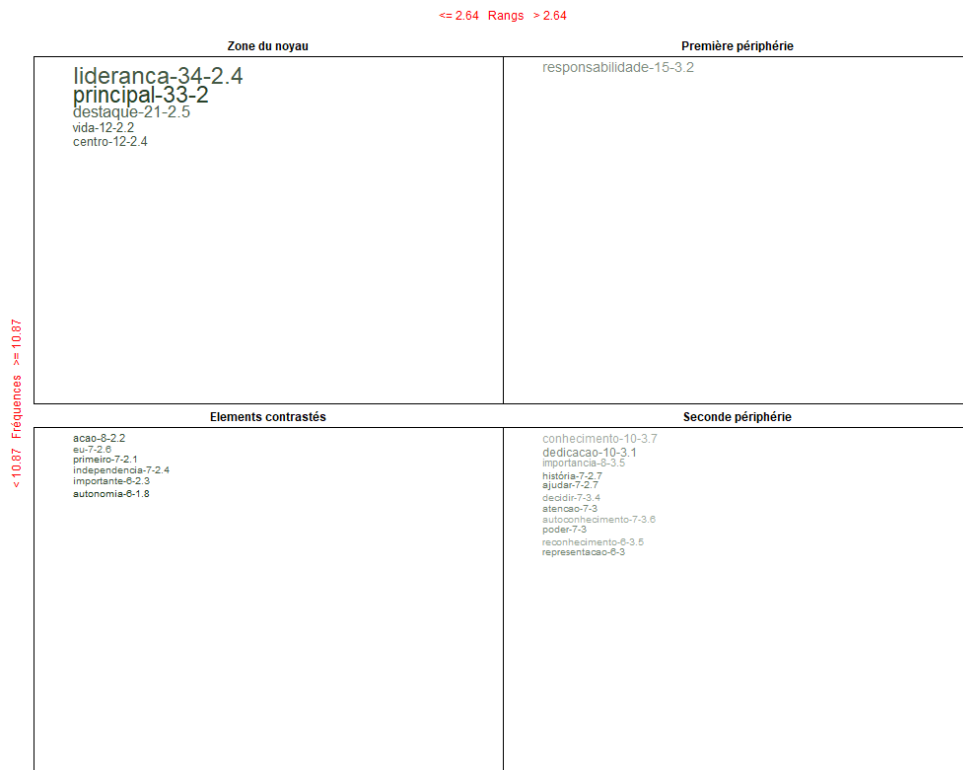 <= 2.64 Rangs > 2.64
Zone du noyau
lideranca-34-2.4
principal-33-2
destaque-21-2.5
vida-12-2.2
centro-12-2.4
Première périphérie
responsabilidade-15-3.2
< 10.87 Fréquences >= 10.87
Elements contrastés
acao-8-2.2
eu-7-2.6
primeiro-7-2.1
independencia-7-2.4
importante-6-2.3
autonomia-6-1.8
Seconde périphérie
conhecimento-10-3.7
dedicacao-10-3.1
importancia-8-3.5
história-7-2.7
ajudar-7-2.7
decidir-7-3.4
atencao-7-3
autoconhecimento-7-3.6
poder-7-3
reconhecimento-6-3.5
representacao-6-3